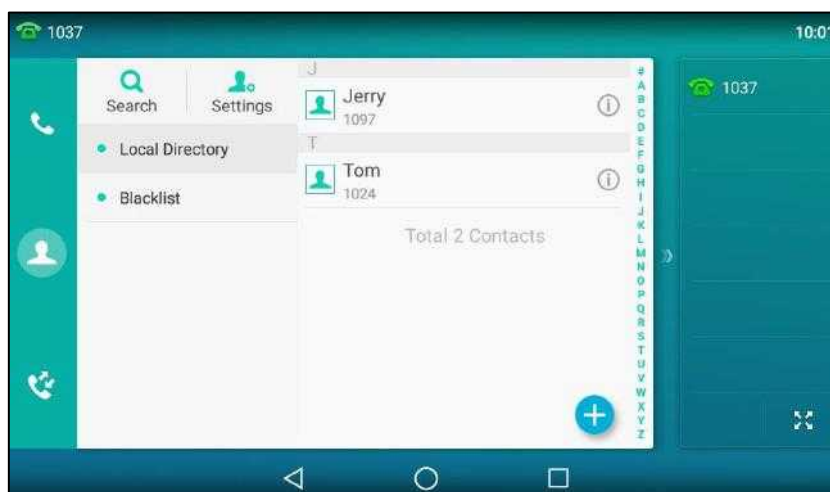 1037
10:01
Search
Settings
Local Directory
Blacklist
J
Jerry
1097
T
Tom
1024
Total 2 Contacts
#
A
B
C
D
E
F
G
H
I
J
K
L
M
N
O
P
Q
R
S
T
U
V
W
X
Y
Z
1037